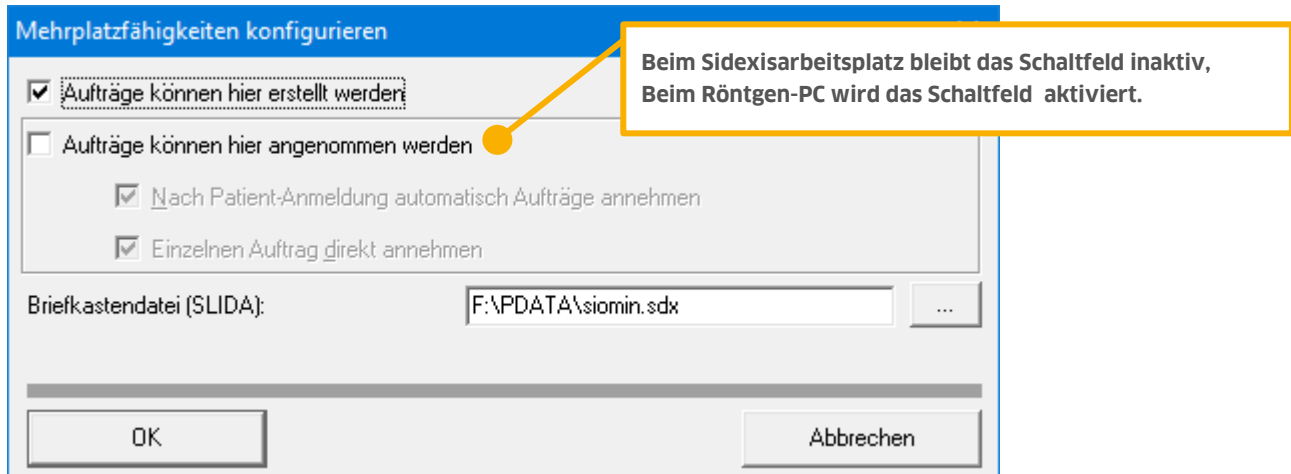 Mehrplatzfähigkeiten konfigurieren
Beim Sidexisarbeitsplatz bleibt das Schaltfeld inaktiv,
Beim Röntgen-PC wird das Schaltfeld aktiviert.
Aufträge können hier erstellt werden
Aufträge können hier angenommen werden
Nach Patient-Anmeldung automatisch Aufträge annehmen
Einzelnen Auftrag direkt annehmen
Briefkastendatei (SLIDA): F:\PDATA\siomin.sdx ...
OK Abbrechen